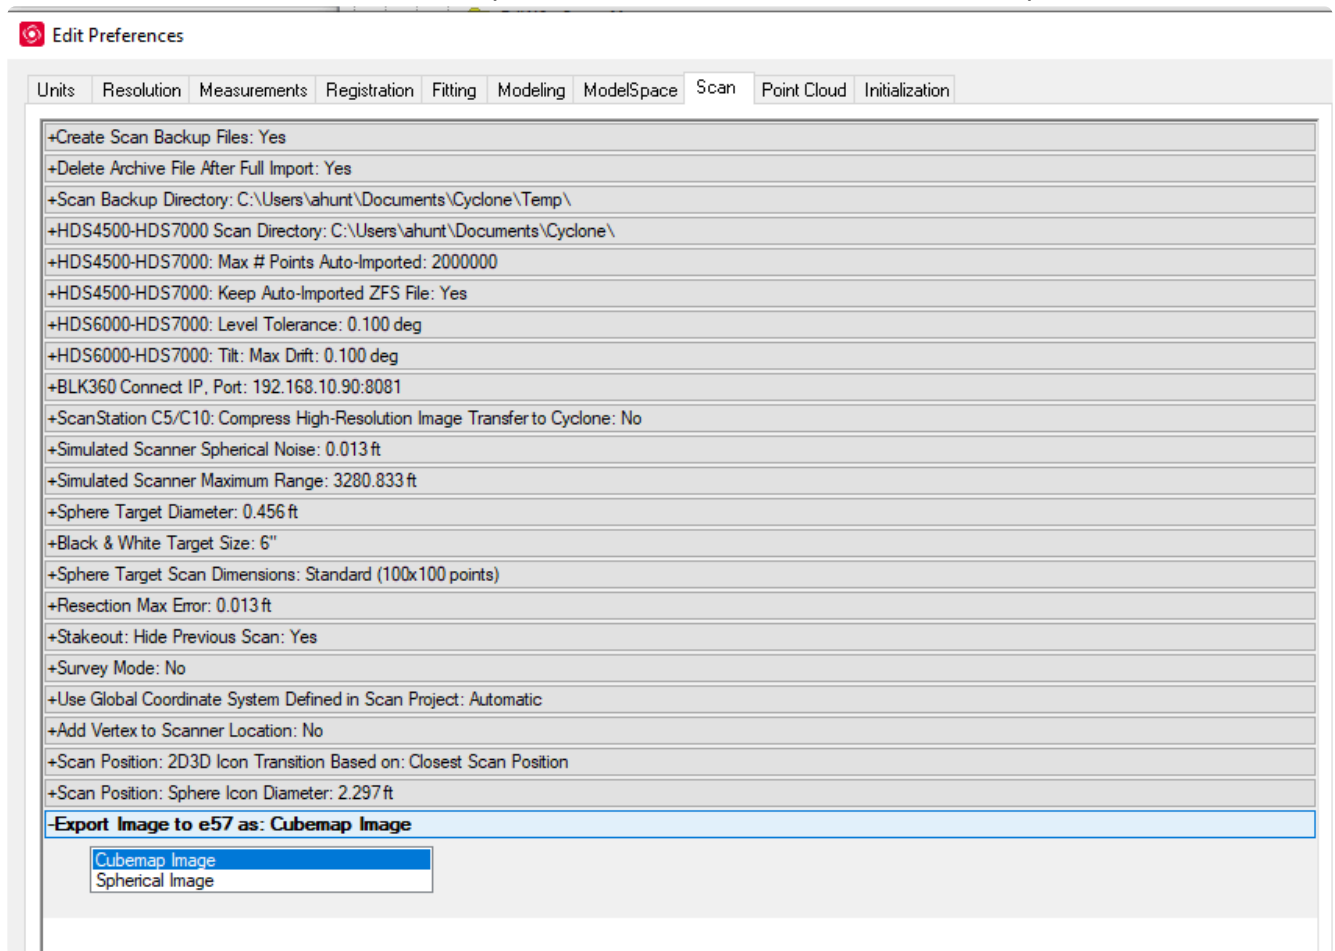 Edit Preferences
Units Resolution Measurements Registration Fitting Modeling ModelSpace Scan Point Cloud Initialization
+Create Scan Backup Files: Yes
+Delete Archive File After Full Import: Yes
+Scan Backup Directory: C:\Users\ahunt\Documents\Cyclone\Temp\
+HDS4500-HDS7000 Scan Directory: C:\Users\ahunt\Documents\Cyclone\
+HDS4500-HDS7000: Max # Points Auto-Imported: 2000000
+HDS4500-HDS7000: Keep Auto-Imported ZFS File: Yes
+HDS6000-HDS7000: Level Tolerance: 0.100 deg
+HDS6000-HDS7000: Tilt: Max Drift: 0.100 deg
+BLK360 Connect IP, Port: 192.168.10.90:8081
+ScanStation C5/C10: Compress High-Resolution Image Transfer to Cyclone: No
+Simulated Scanner Spherical Noise: 0.013 ft
+Simulated Scanner Maximum Range: 3280.833 ft
+Sphere Target Diameter: 0.456 ft
+Black & White Target Size: 6"
+Sphere Target Scan Dimensions: Standard (100x100 points)
+Resection Max Error: 0.013 ft
+Stakeout: Hide Previous Scan: Yes
+Survey Mode: No
+Use Global Coordinate System Defined in Scan Project: Automatic
+Add Vertex to Scanner Location: No
+Scan Position: 2D3D Icon Transition Based on: Closest Scan Position
+Scan Position: Sphere Icon Diameter: 2.297 ft
-Export Image to e57 as: Cubemap Image
Cubemap Image
Spherical Image